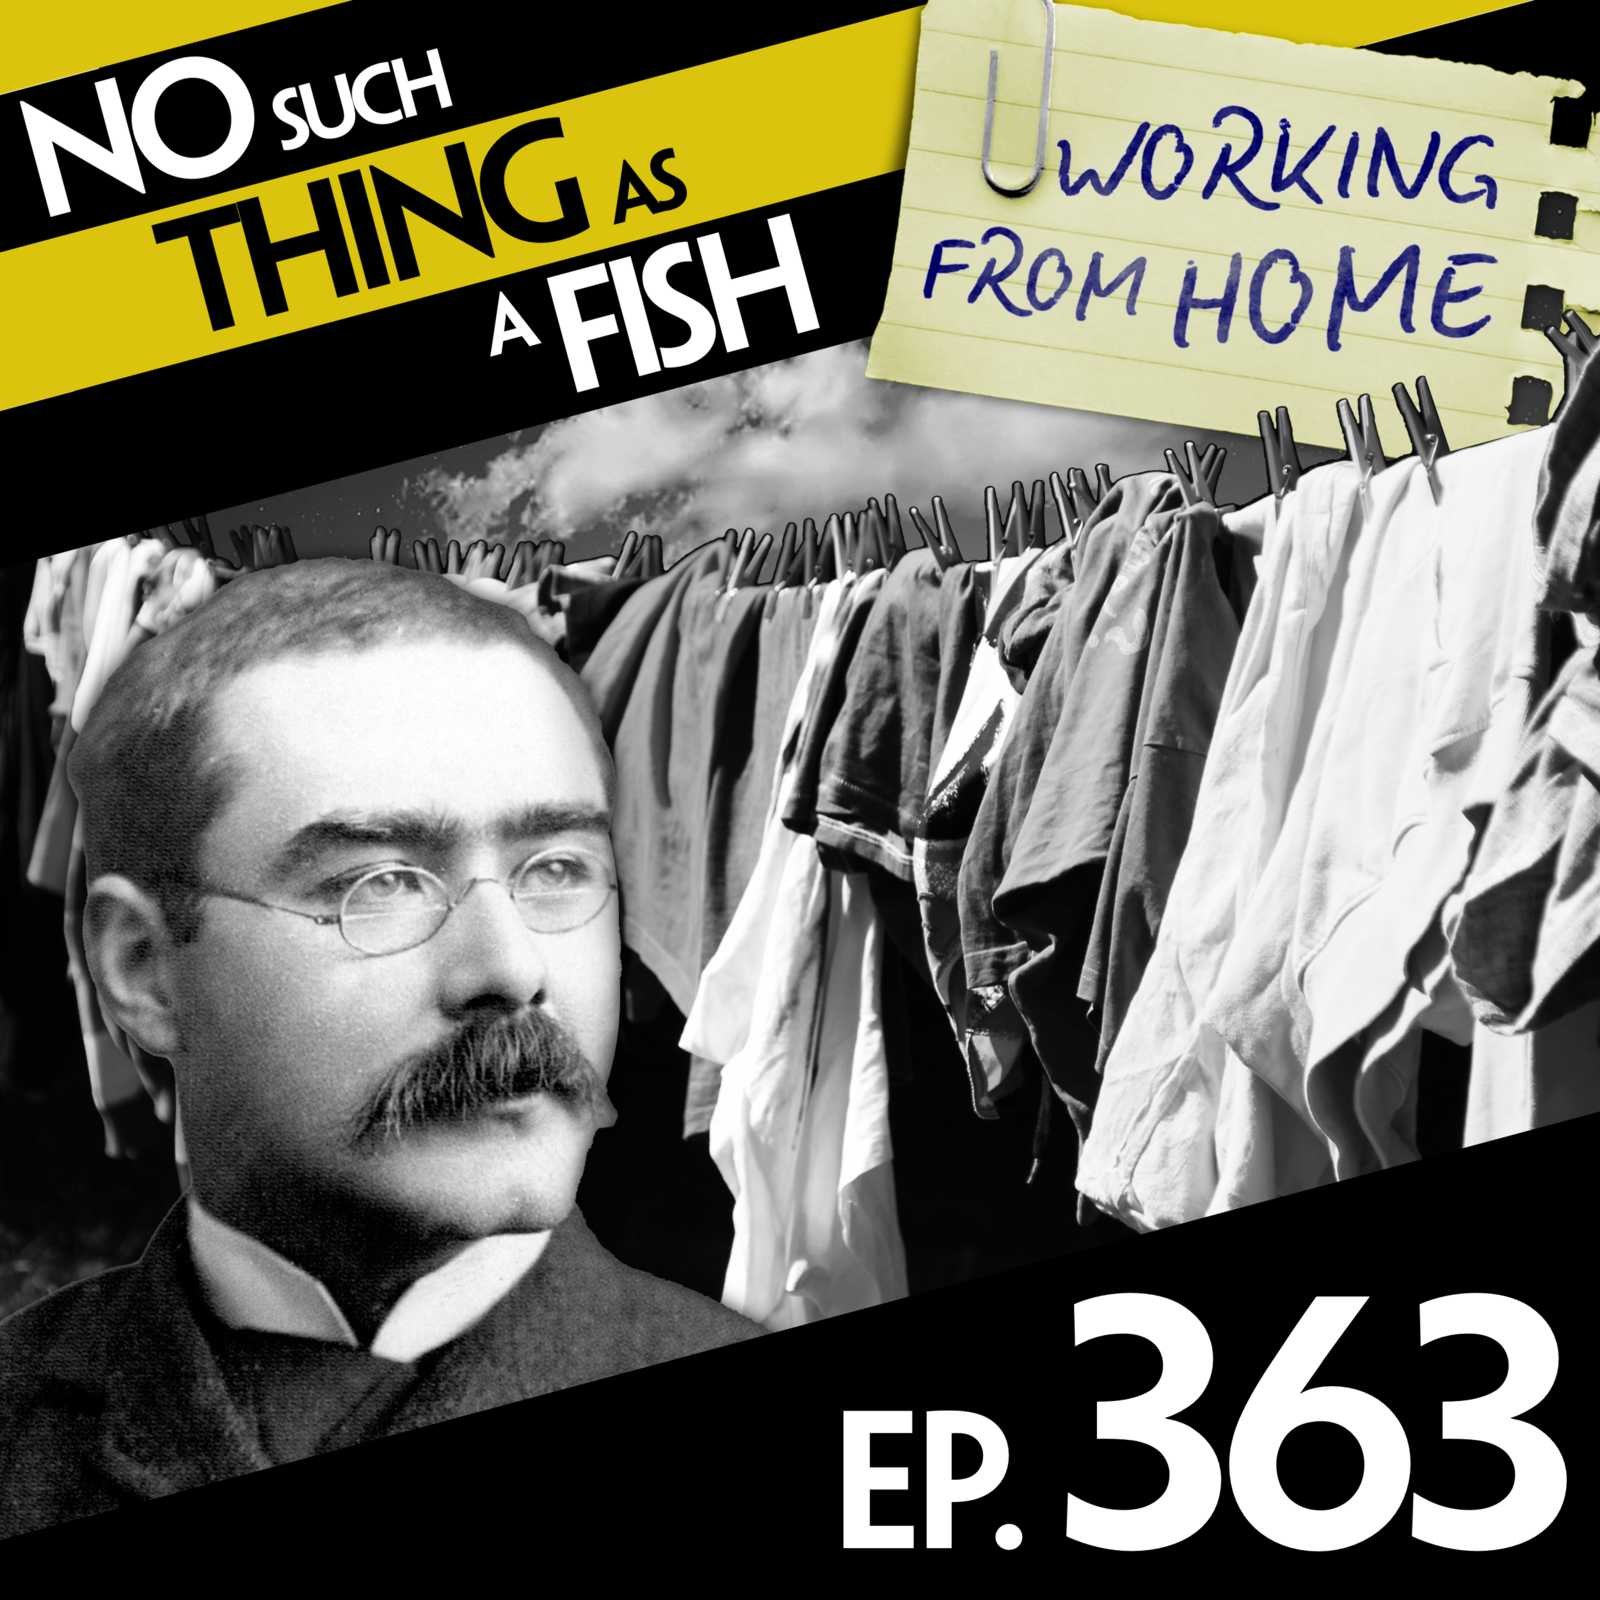 NO SUCH
THING AS
A FISH
WORKING
FROM HOME
EP. 363